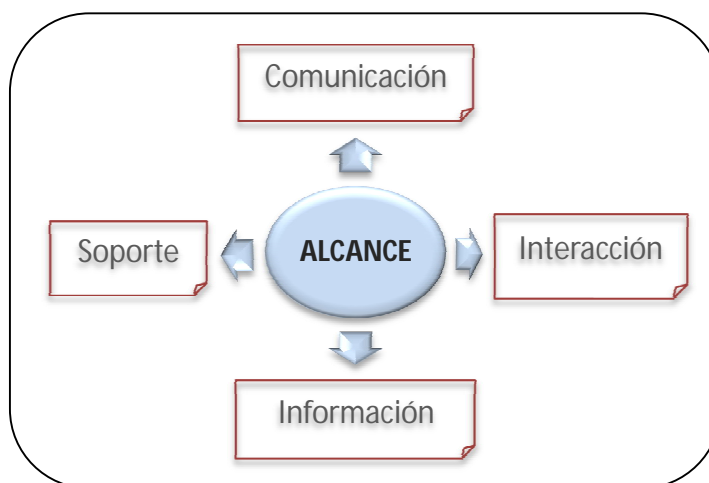 Comunicación
Soporte
ALCANCE
Interacción
Información